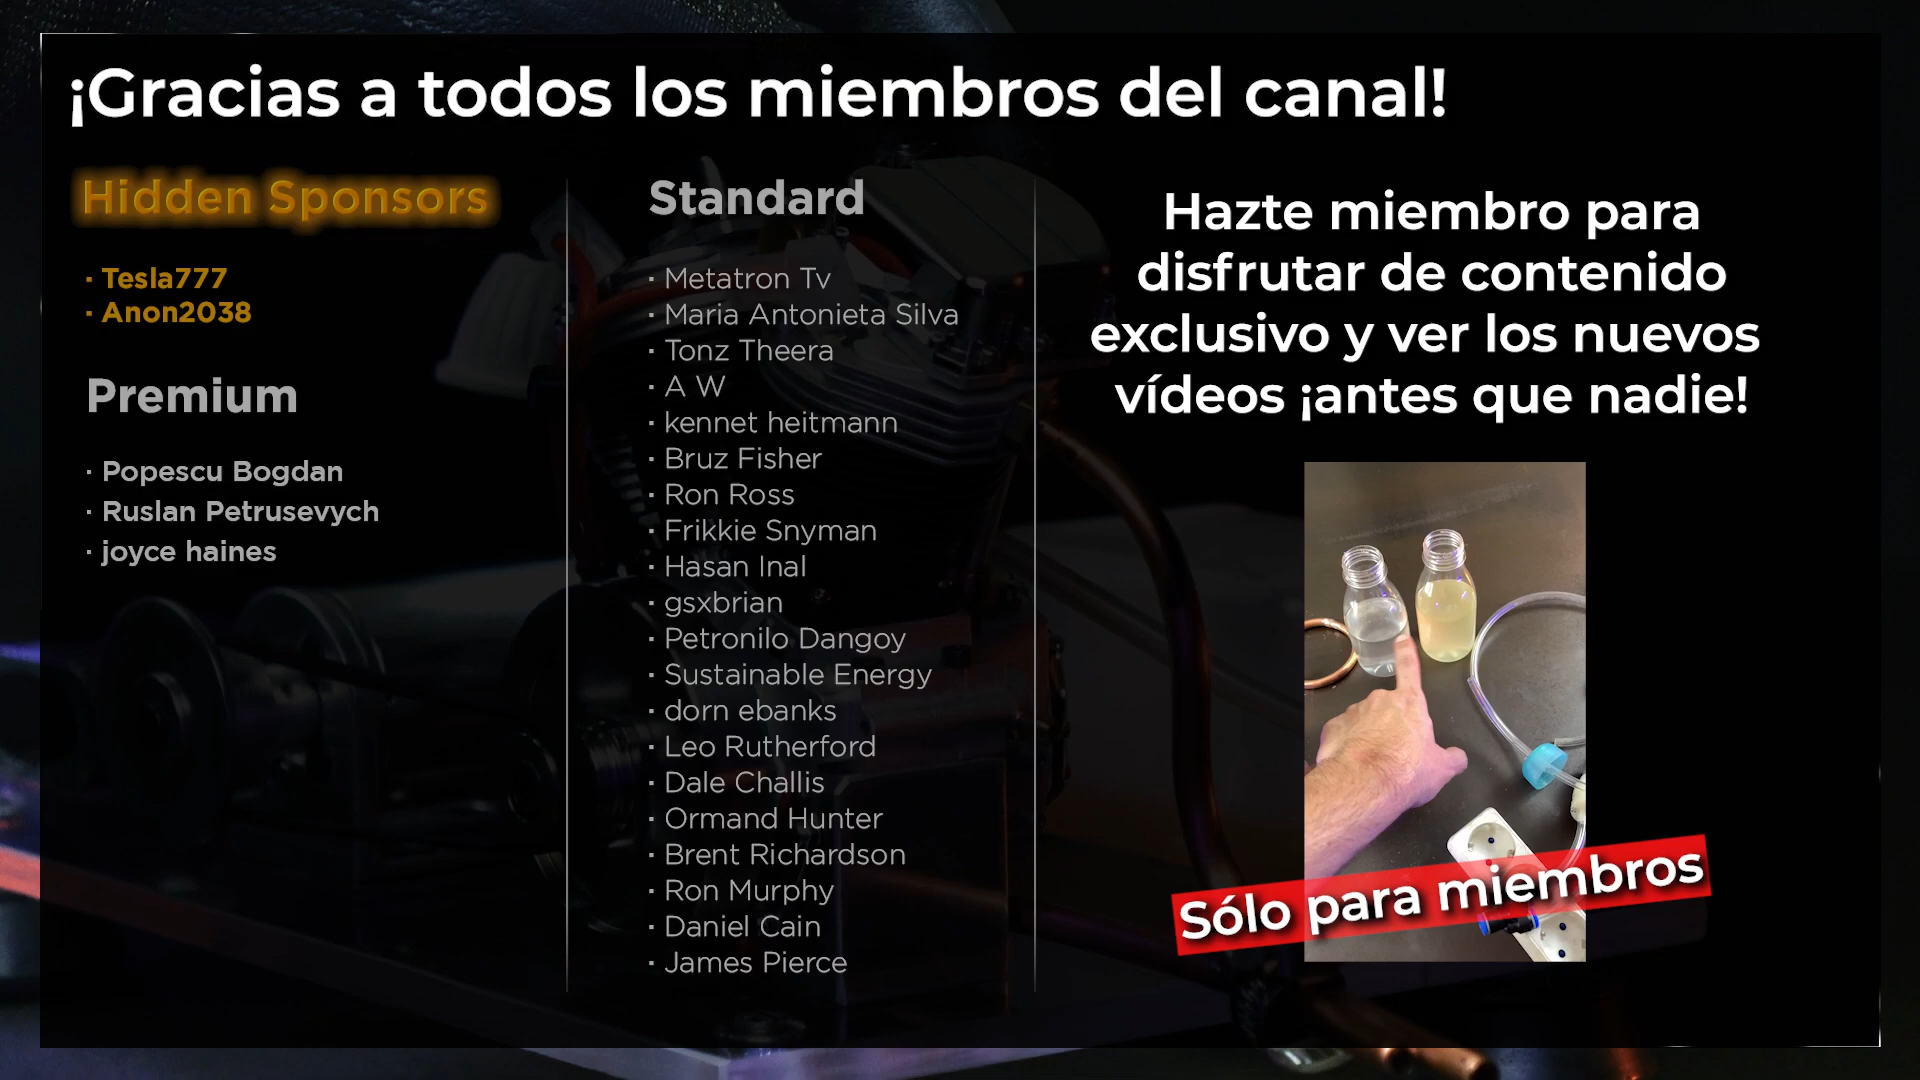 ¡Gracias a todos los miembros del canal!
Hidden Sponsors
· Tesla777
· Anon2038
Premium
· Popescu Bogdan
· Ruslan Petrusevych
· joyce haines
Standard
· Metatron Tv
· Maria Antonieta Silva
· Tonz Theera
· A W
· kennet heitmann
· Bruz Fisher
· Ron Ross
· Frikkie Snyman
· Hasan Inal
· gsxbrian
· Petronilo Dangoy
· Sustainable Energy
· dorn ebanks
· Leo Rutherford
· Dale Challis
· Ormand Hunter
· Brent Richardson
· Ron Murphy
· Daniel Cain
· James Pierce
Hazte miembro para
disfrutar de contenido
exclusivo y ver los nuevos
vídeos ¡antes que nadie!
Sólo para miembros